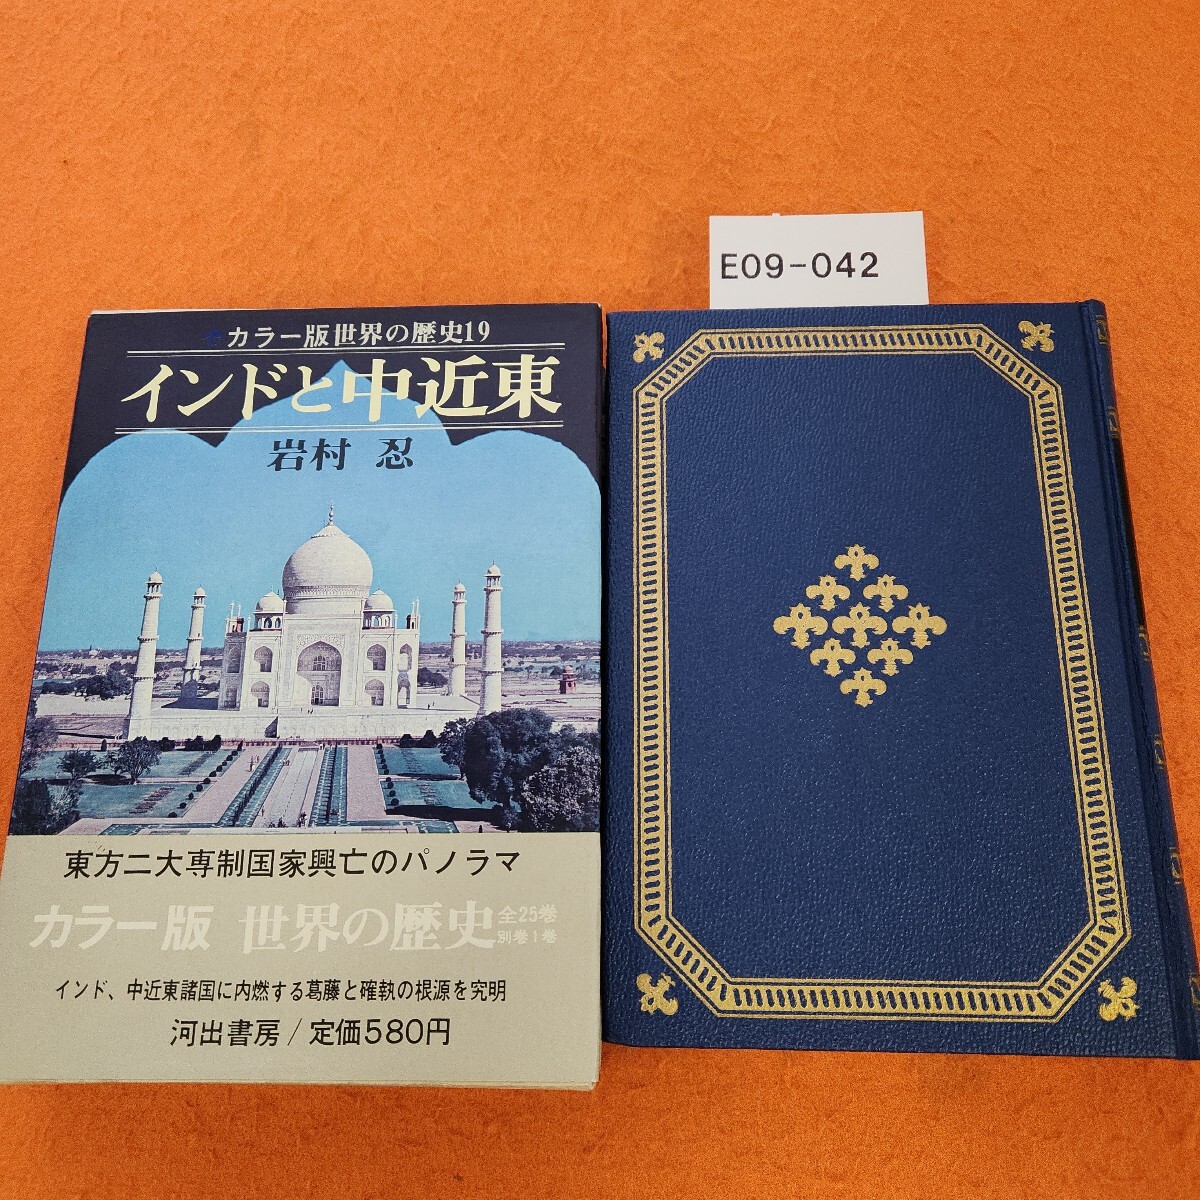 E09-042
カラー版世界の歴史19
インドと中近東
岩村 忍
東方二大専制国家興亡のパノラマ
カラー版 世界の歴史 全25巻 別巻1巻
インド、中近東諸国に内燃する葛藤と確執の根源を究明
河出書房/定価580円